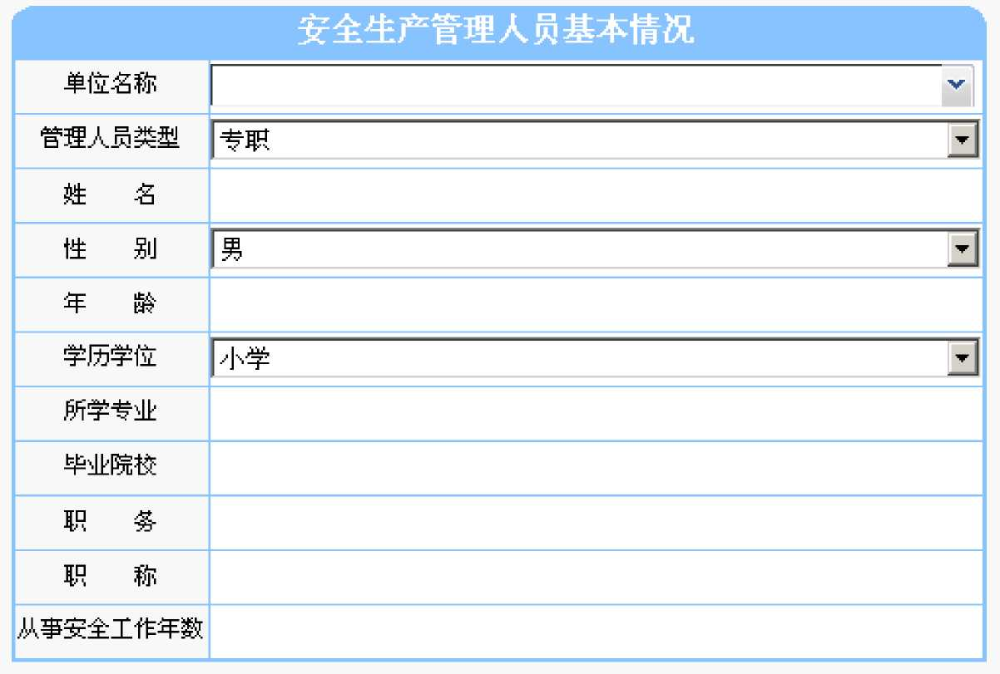 安全生产管理人员基本情况
单位名称
管理人员类型 专职
姓 名
性 别 男
年 龄
学历学位 小学
所学专业
毕业院校
职 务
职 称
从事安全工作年数